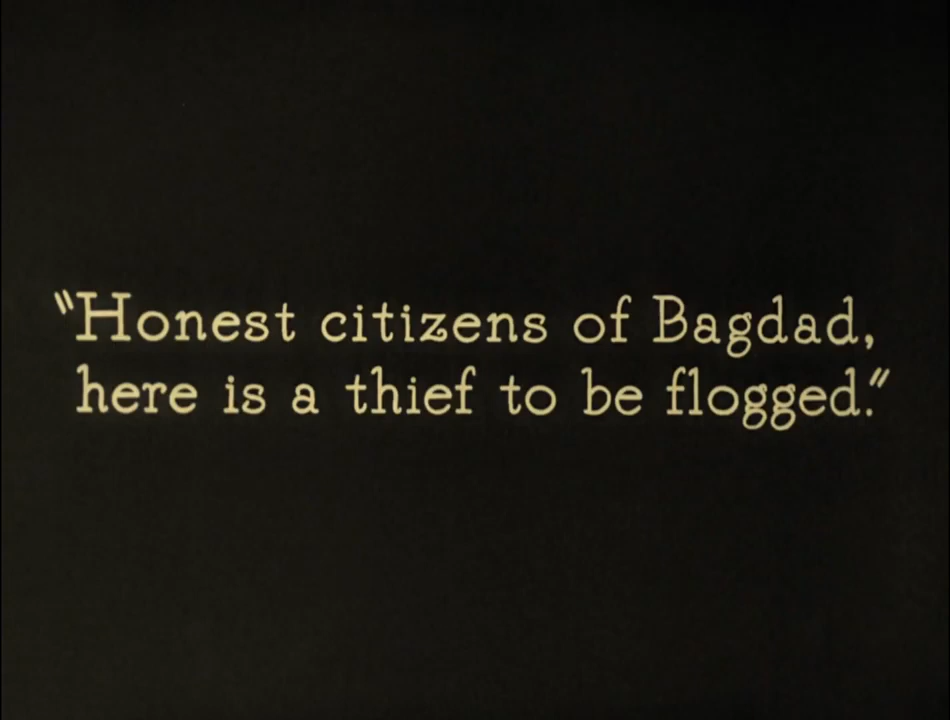 "Honest citizens of Bagdad,
here is a thief to be flogged."